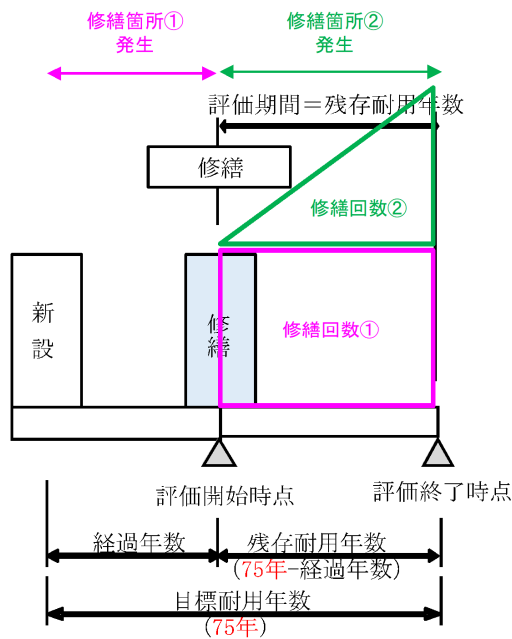 修繕箇所①
発生
修繕箇所②
発生
評価期間＝残存耐用年数
修繕
修繕回数②
新設
修繕
修繕回数①
評価開始時点
評価終了時点
経過年数
残存耐用年数
(75年-経過年数)
目標耐用年数
(75年)